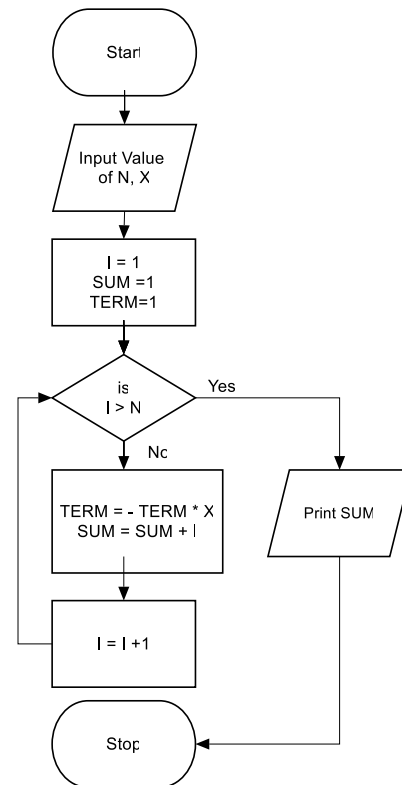 Start
Input Value
of N, X
I = 1
SUM =1
TERM=1
is
I > N
Yes
No
TERM = - TERM * X
SUM = SUM + I
Print SUM
I = I +1
Stop